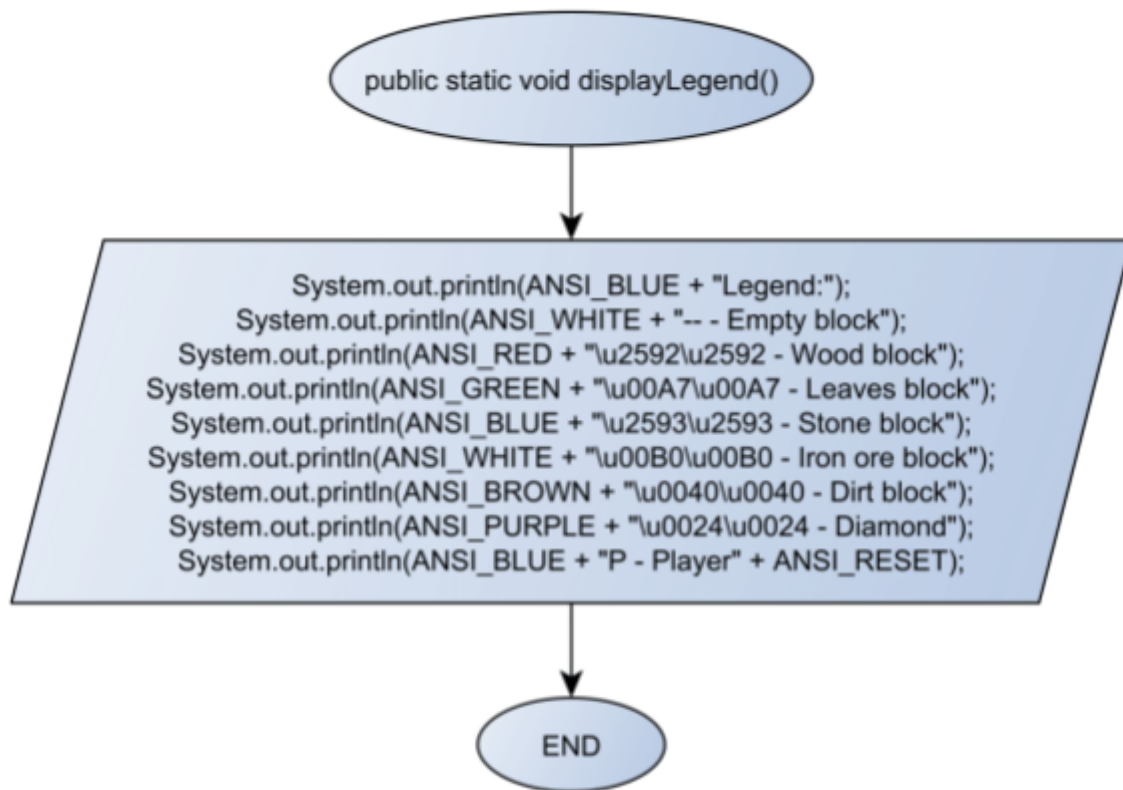 public static void displayLegend()
System.out.println(ANSI_BLUE + "Legend:");
System.out.println(ANSI_WHITE + "-- - Empty block");
System.out.println(ANSI_RED + "\u2592\u2592 - Wood block");
System.out.println(ANSI_GREEN + "\u00A7\u00A7 - Leaves block");
System.out.println(ANSI_BLUE + "\u2593\u2593 - Stone block");
System.out.println(ANSI_WHITE + "\u00B0\u00B0 - Iron ore block");
System.out.println(ANSI_BROWN + "\u0040\u0040 - Dirt block");
System.out.println(ANSI_PURPLE + "\u0024\u0024 - Diamond");
System.out.println(ANSI_BLUE + "P - Player" + ANSI_RESET);
END